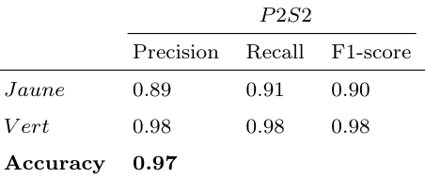 P2S2
Precision Recall F1-score
Jaune 0.89 0.91 0.90
Vert 0.98 0.98 0.98
Accuracy 0.97